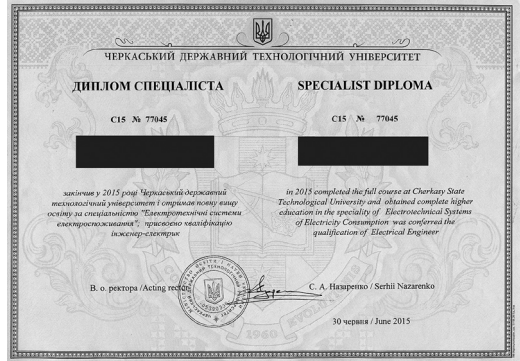 ЧЕРКАСЬКИЙ ДЕРЖАВНИЙ ТЕХНОЛОГІЧНИЙ УНІВЕРСИТЕТ
ДИПЛОМ СПЕЦІАЛІСТА
С15 № 77045
закінчив у 2015 році Черкаський державний
технологічний університет і отримав повну вищу
освіту за спеціальністю "Електротехнічні системи
електроспоживання", присвоєно кваліфікацію
інженер-електрик
SPECIALIST DIPLOMA
C15 № 77045
in 2015 completed the full course at Cherkasy State
Technological University and obtained complete higher
education in the speciality of Electrotechnical Systems
of Electricity Consumption was conferred the
qualification of Electrical Engineer
В. о. ректора /Acting rector
С. А. Назаренко / Serhii Nazarenko
30 червня / June 2015
1960